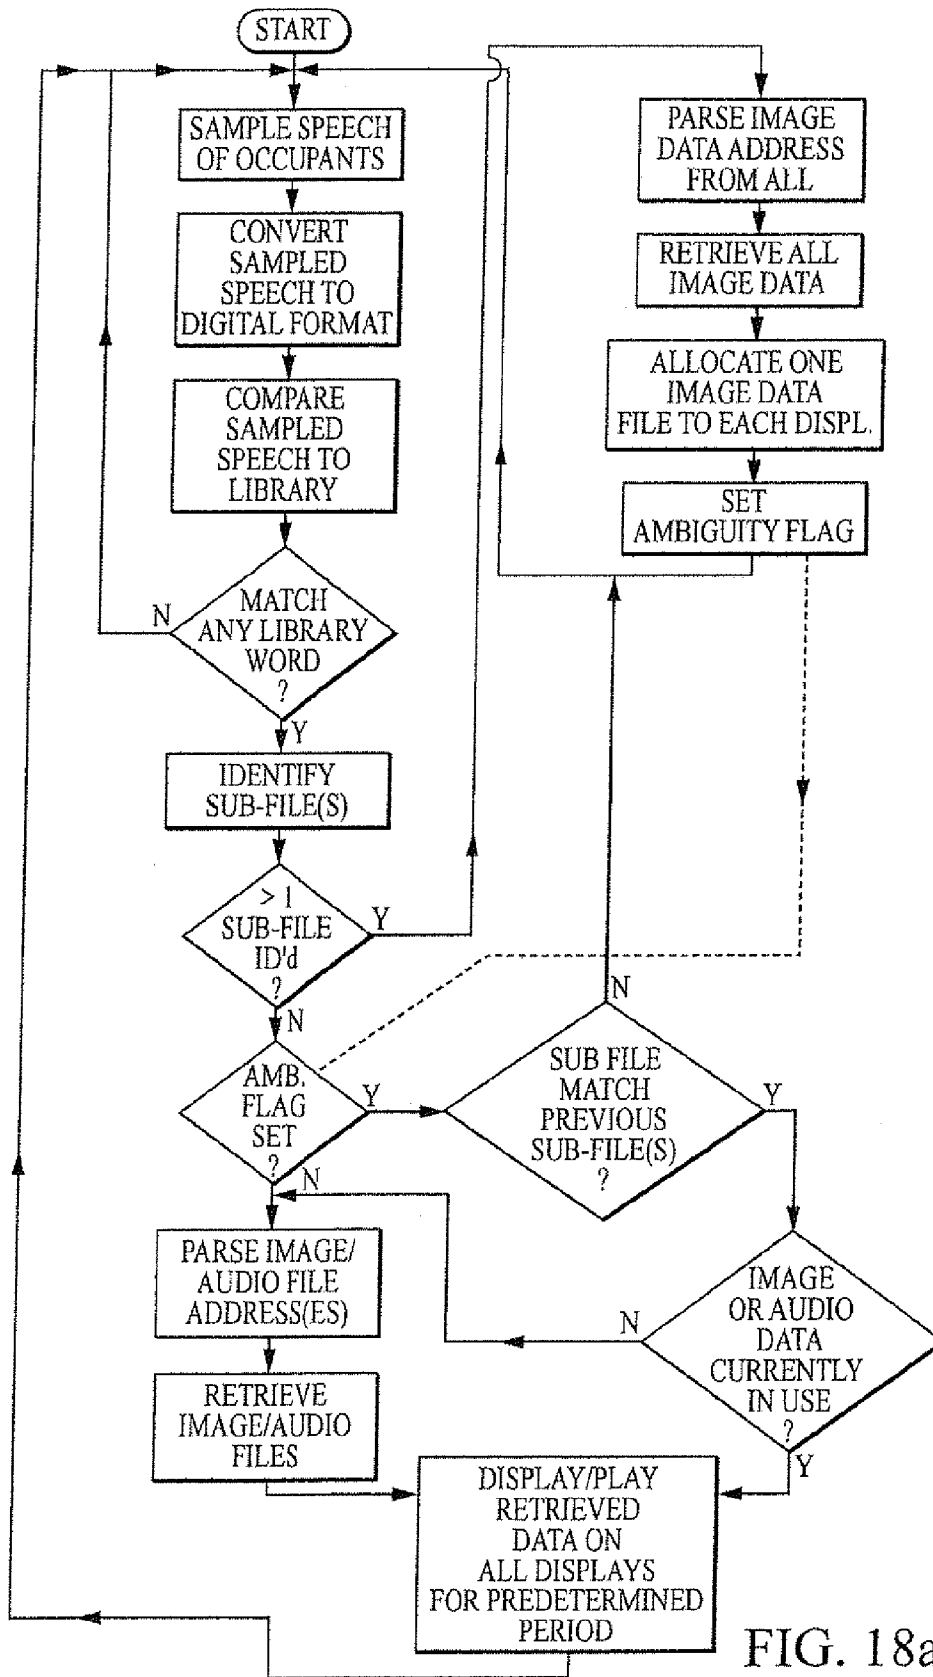 START
SAMPLE SPEECH
OF OCCUPANTS
CONVERT
SAMPLED
SPEECH TO
DIGITAL FORMAT
COMPARE
SAMPLED
SPEECH TO
LIBRARY
MATCH
ANY LIBRARY
WORD
?
N
Y
IDENTIFY
SUB-FILE(S)
> 1
SUB-FILE
ID'd
?
Y
N
AMB.
FLAG
SET
?
Y
N
PARSE IMAGE/
AUDIO FILE
ADDRESS(ES)
RETRIEVE
IMAGE/AUDIO
FILES
PARSE IMAGE
DATA ADDRESS
FROM ALL
RETRIEVE ALL
IMAGE DATA
ALLOCATE ONE
IMAGE DATA
FILE TO EACH DISPL.
SET
AMBIGUITY FLAG
N
SUB FILE
MATCH
PREVIOUS
SUB-FILE(S)
?
Y
IMAGE
OR AUDIO
DATA
CURRENTLY
IN USE
?
N
Y
DISPLAY/PLAY
RETRIEVED
DATA ON
ALL DISPLAYS
FOR PREDETERMINED
PERIOD
FIG. 18a